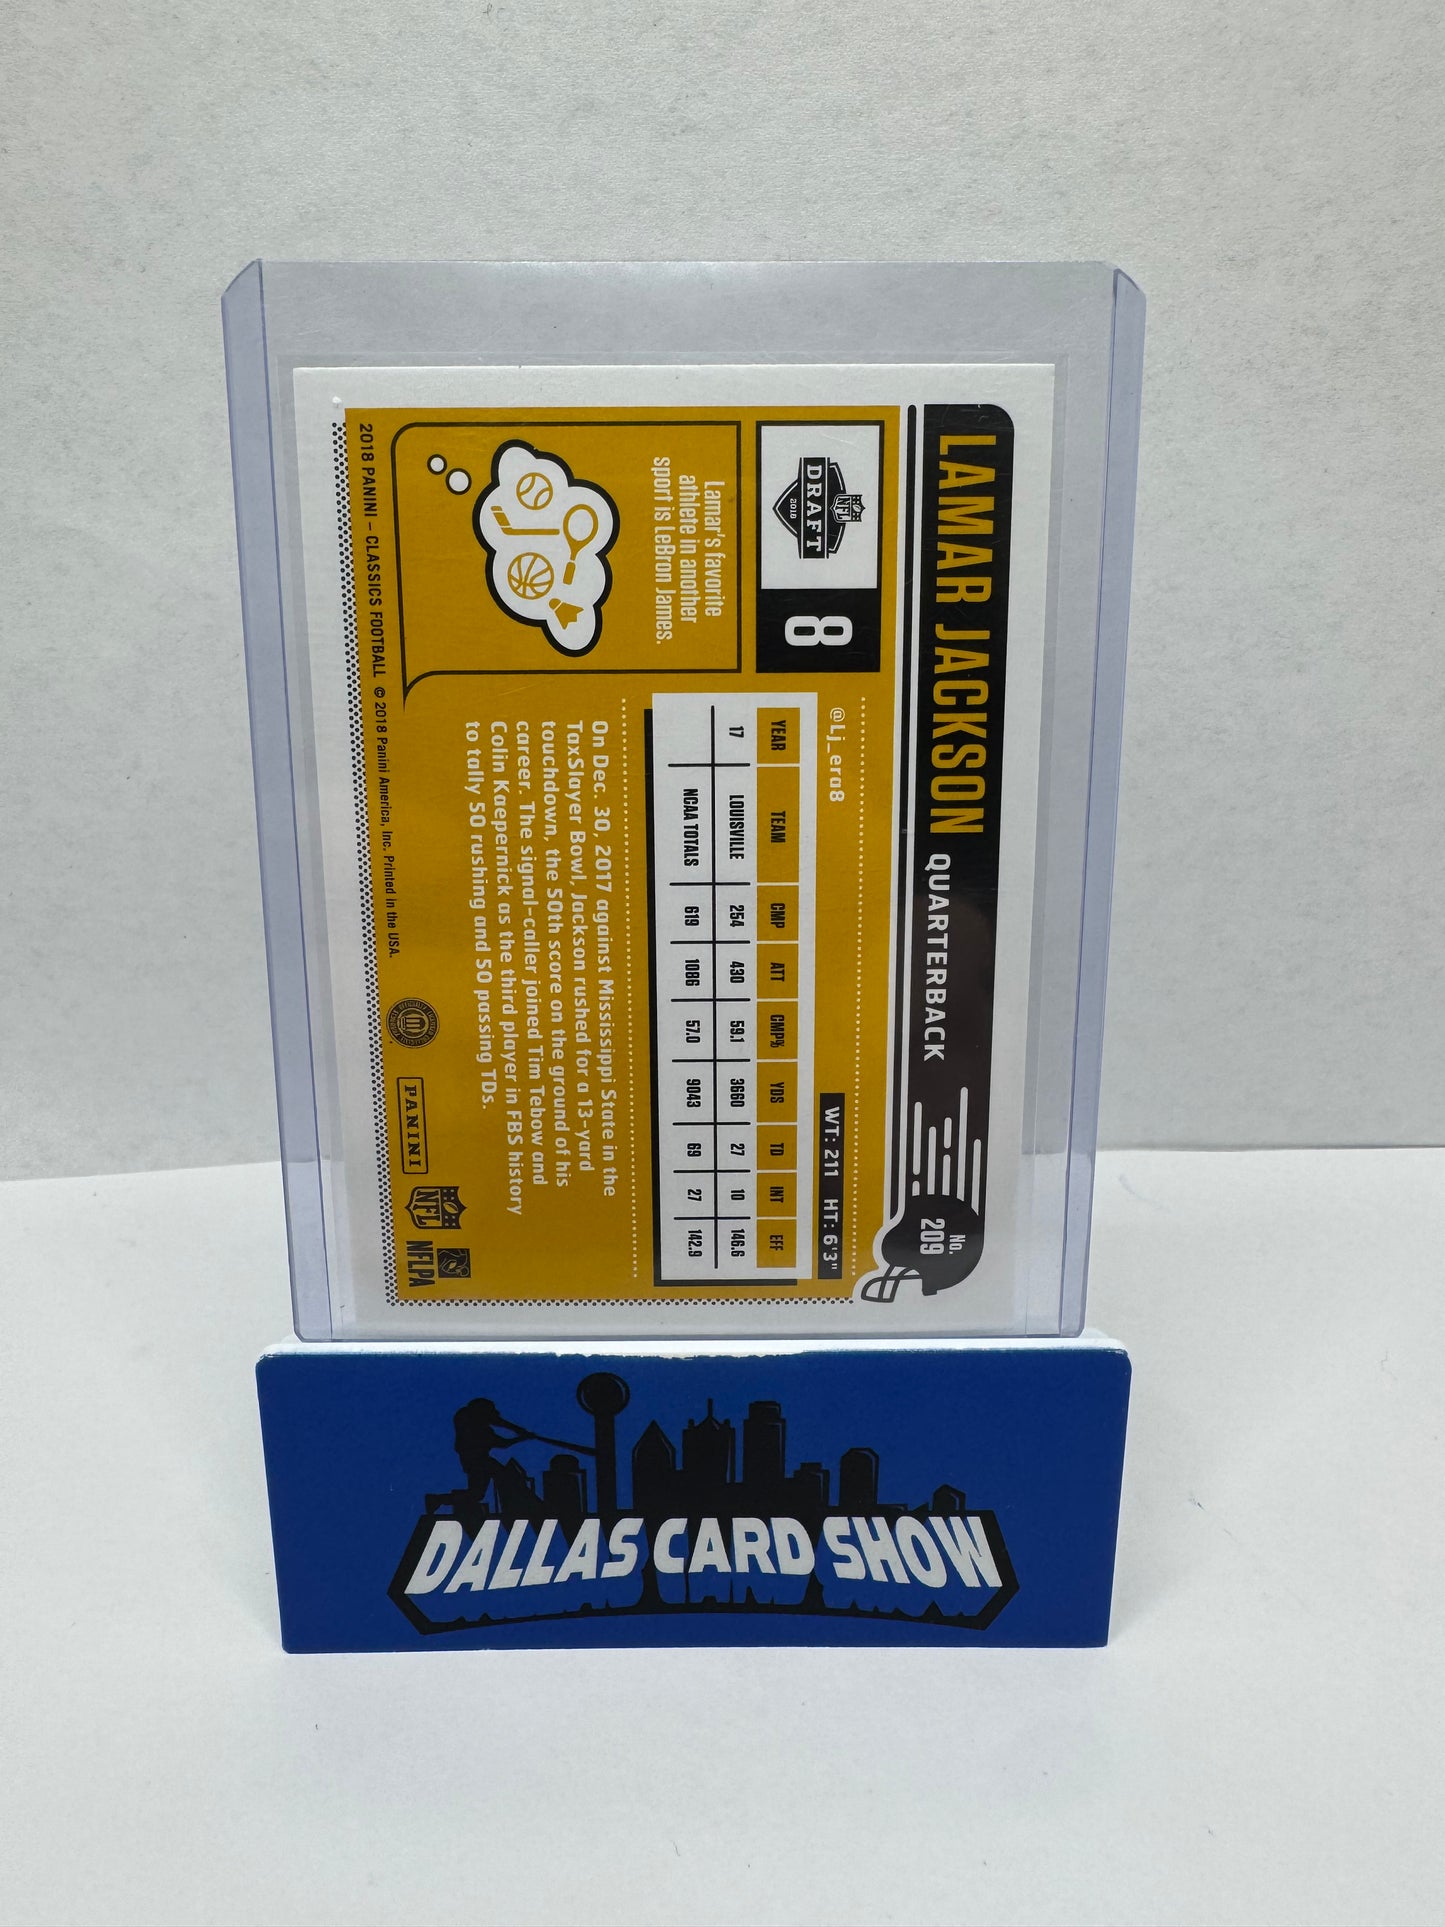 LAMAR JACKSON QUARTERBACK
No.
209
DRAFT
NFL
2018
8
@Lj_era8
WT: 211 HT: 6'3"
YEAR TEAM CMP ATT CMP% YDS TD INT EFF
17 LOUISVILLE 254 430 59.1 3660 27 10 146.6
NCAA TOTALS 619 1086 57.0 9043 69 27 142.9
Lamar's favorite
athlete in another
sport is LeBron James.
On Dec. 30, 2017 against Mississippi State in the
TaxSlayer Bowl, Jackson rushed for a 13-yard
touchdown, the 50th score on the ground of his
career. The signal-caller joined Tim Tebow and
Colin Kaepernick as the third player in FBS history
to tally 50 rushing and 50 passing TDs.
2018 PANINI – CLASSICS FOOTBALL © 2018 Panini America, Inc. Printed in the USA.
PANINI
NFL
NFLPA
DALLAS CARD SHOW